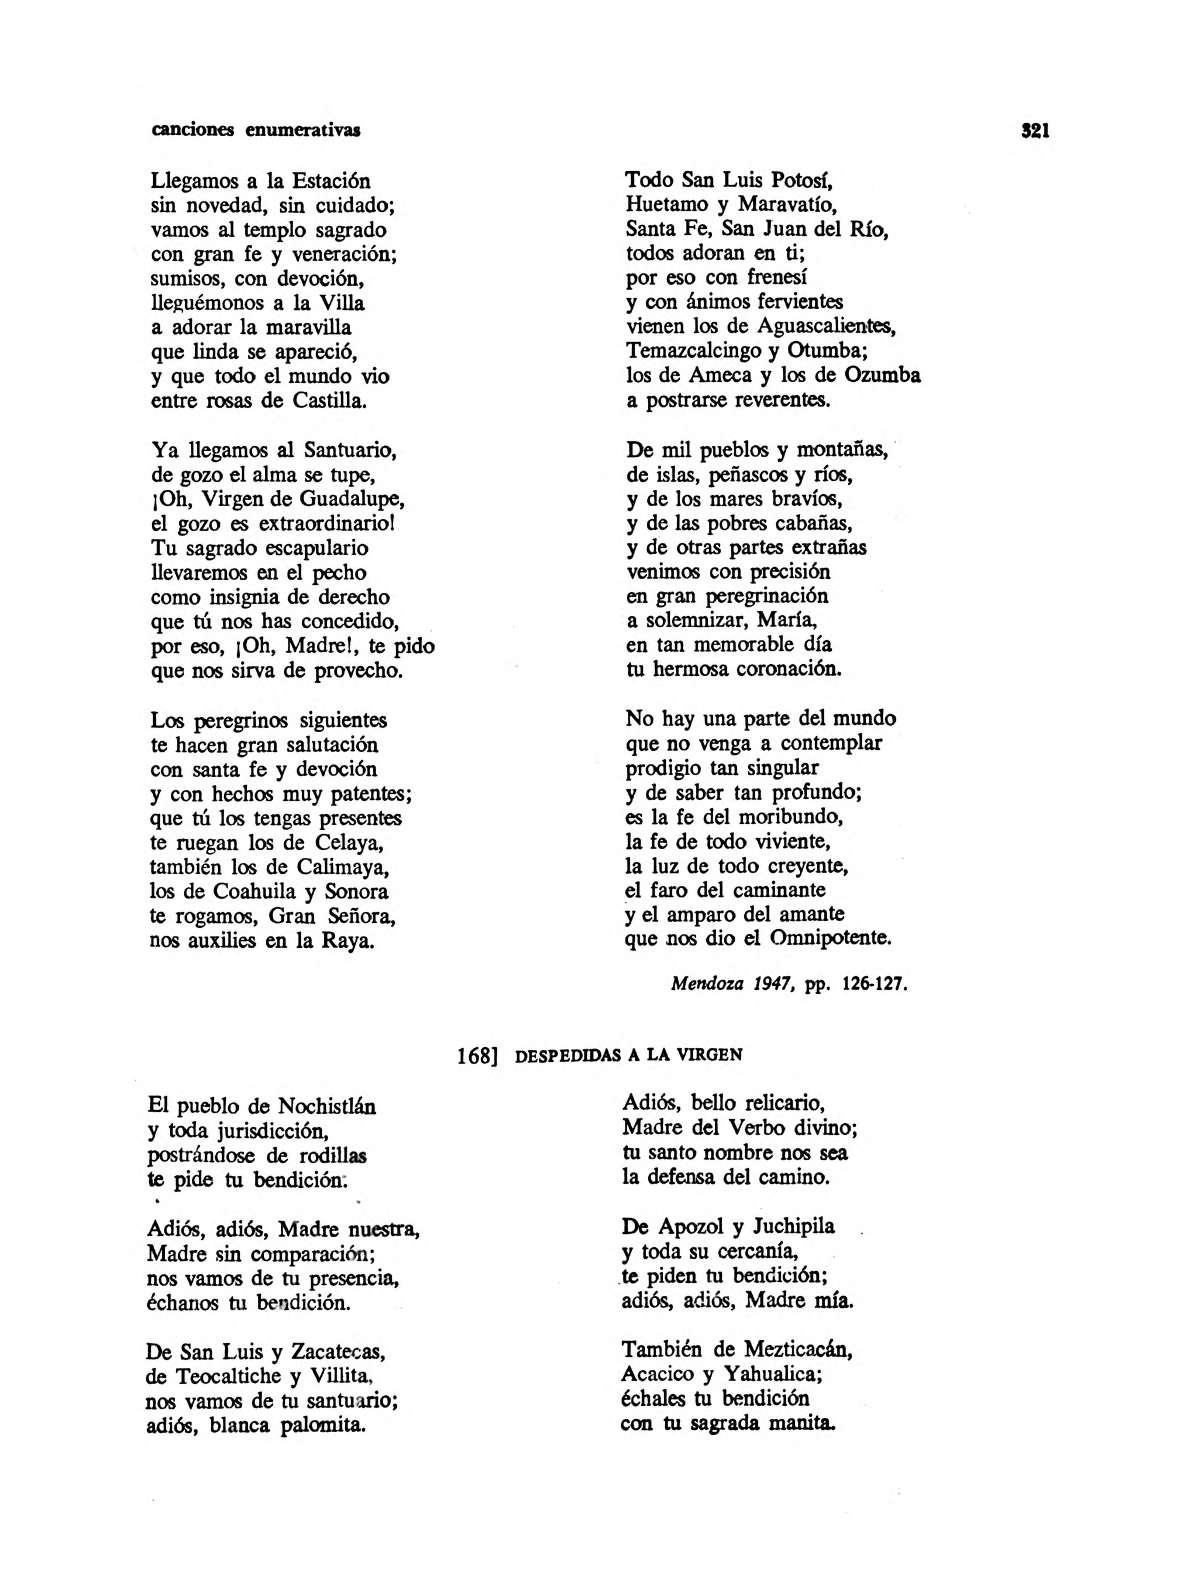 canciones enumerativas
321
Llegamos a la Estación
sin novedad, sin cuidado;
vamos al templo sagrado
con gran fe y veneración;
sumisos, con devoción,
lleguémonos a la Villa
a adorar la maravilla
que linda se apareció,
y que todo el mundo vio
entre rosas de Castilla.
Ya llegamos al Santuario,
de gozo el alma se tupe,
¡Oh, Virgen de Guadalupe,
el gozo es extraordinario!
Tu sagrado escapulario
llevaremos en el pecho
como insignia de derecho
que tú nos has concedido,
por eso, ¡Oh, Madre!, te pido
que nos sirva de provecho.
Los peregrinos siguientes
te hacen gran salutación
con santa fe y devoción
y con hechos muy patentes;
que tú los tengas presentes
te ruegan los de Celaya,
también los de Calimaya,
los de Coahuila y Sonora
te rogamos, Gran Señora,
nos auxilies en la Raya.
Todo San Luis Potosí,
Huetamo y Maravatío,
Santa Fe, San Juan del Río,
todos adoran en ti;
por eso con frenesí
y con ánimos fervientes
vienen los de Aguascalientes,
Temazcalcingo y Otumba;
los de Ameca y los de Ozumba
a postrarse reverentes.
De mil pueblos y montañas,
de islas, peñascos y ríos,
y de los mares bravíos,
y de las pobres cabañas,
y de otras partes extrañas
venimos con precisión
en gran peregrinación
a solemnizar, María,
en tan memorable día
tu hermosa coronación.
No hay una parte del mundo
que no venga a contemplar
prodigio tan singular
y de saber tan profundo;
es la fe del moribundo,
la fe de todo viviente,
la luz de todo creyente,
el faro del caminante
y el amparo del amante
que nos dio el Omnipotente.
Mendoza 1947, pp. 126-127.
168] DESPEDIDAS A LA VIRGEN
El pueblo de Nochistlán
y toda jurisdicción,
postrándose de rodillas
te pide tu bendición.
Adiós, adiós, Madre nuestra,
Madre sin comparación;
nos vamos de tu presencia,
échanos tu bendición.
De San Luis y Zacatecas,
de Teocaltiche y Villita,
nos vamos de tu santuario;
adiós, blanca palomita.
Adiós, bello relicario,
Madre del Verbo divino;
tu santo nombre nos sea
la defensa del camino.
De Apozol y Juchipila
y toda su cercanía,
te piden tu bendición;
adiós, adiós, Madre mía.
También de Mezticacán,
Acacico y Yahualica;
échales tu bendición
con tu sagrada manita.